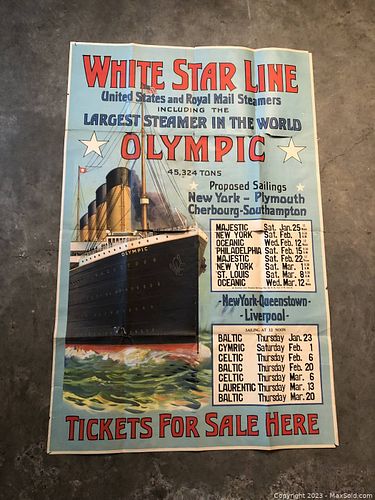 WHITE STAR LINE
United States and Royal Mail Steamers
INCLUDING THE
LARGEST STEAMER IN THE WORLD
OLYMPIC
45,324 TONS
Proposed Sailings
New York - Plymouth
Cherbourg-Southampton
MAJESTIC Sat. Jan. 25
NEW YORK Sat. Feb. 1
OCEANIC Wed. Feb. 12
PHILADELPHIA Sat. Feb. 15
MAJESTIC Sat. Feb. 22
NEW YORK Sat. Mar. 1
ST. LOUIS Sat. Mar. 8
OCEANIC Wed. Mar. 12
-New York-Queenstown-
-Liverpool-
SAILING AT 12 NOON
BALTIC Thursday Jan. 23
CYMRIC Saturday Feb. 1
CELTIC Thursday Feb. 6
BALTIC Thursday Feb. 20
CELTIC Thursday Mar. 6
LAURENTIC Thursday Mar. 13
BALTIC Thursday Mar. 20
OLYMPIC
TICKETS FOR SALE HERE
Copyright 2023 - MaxSold.com